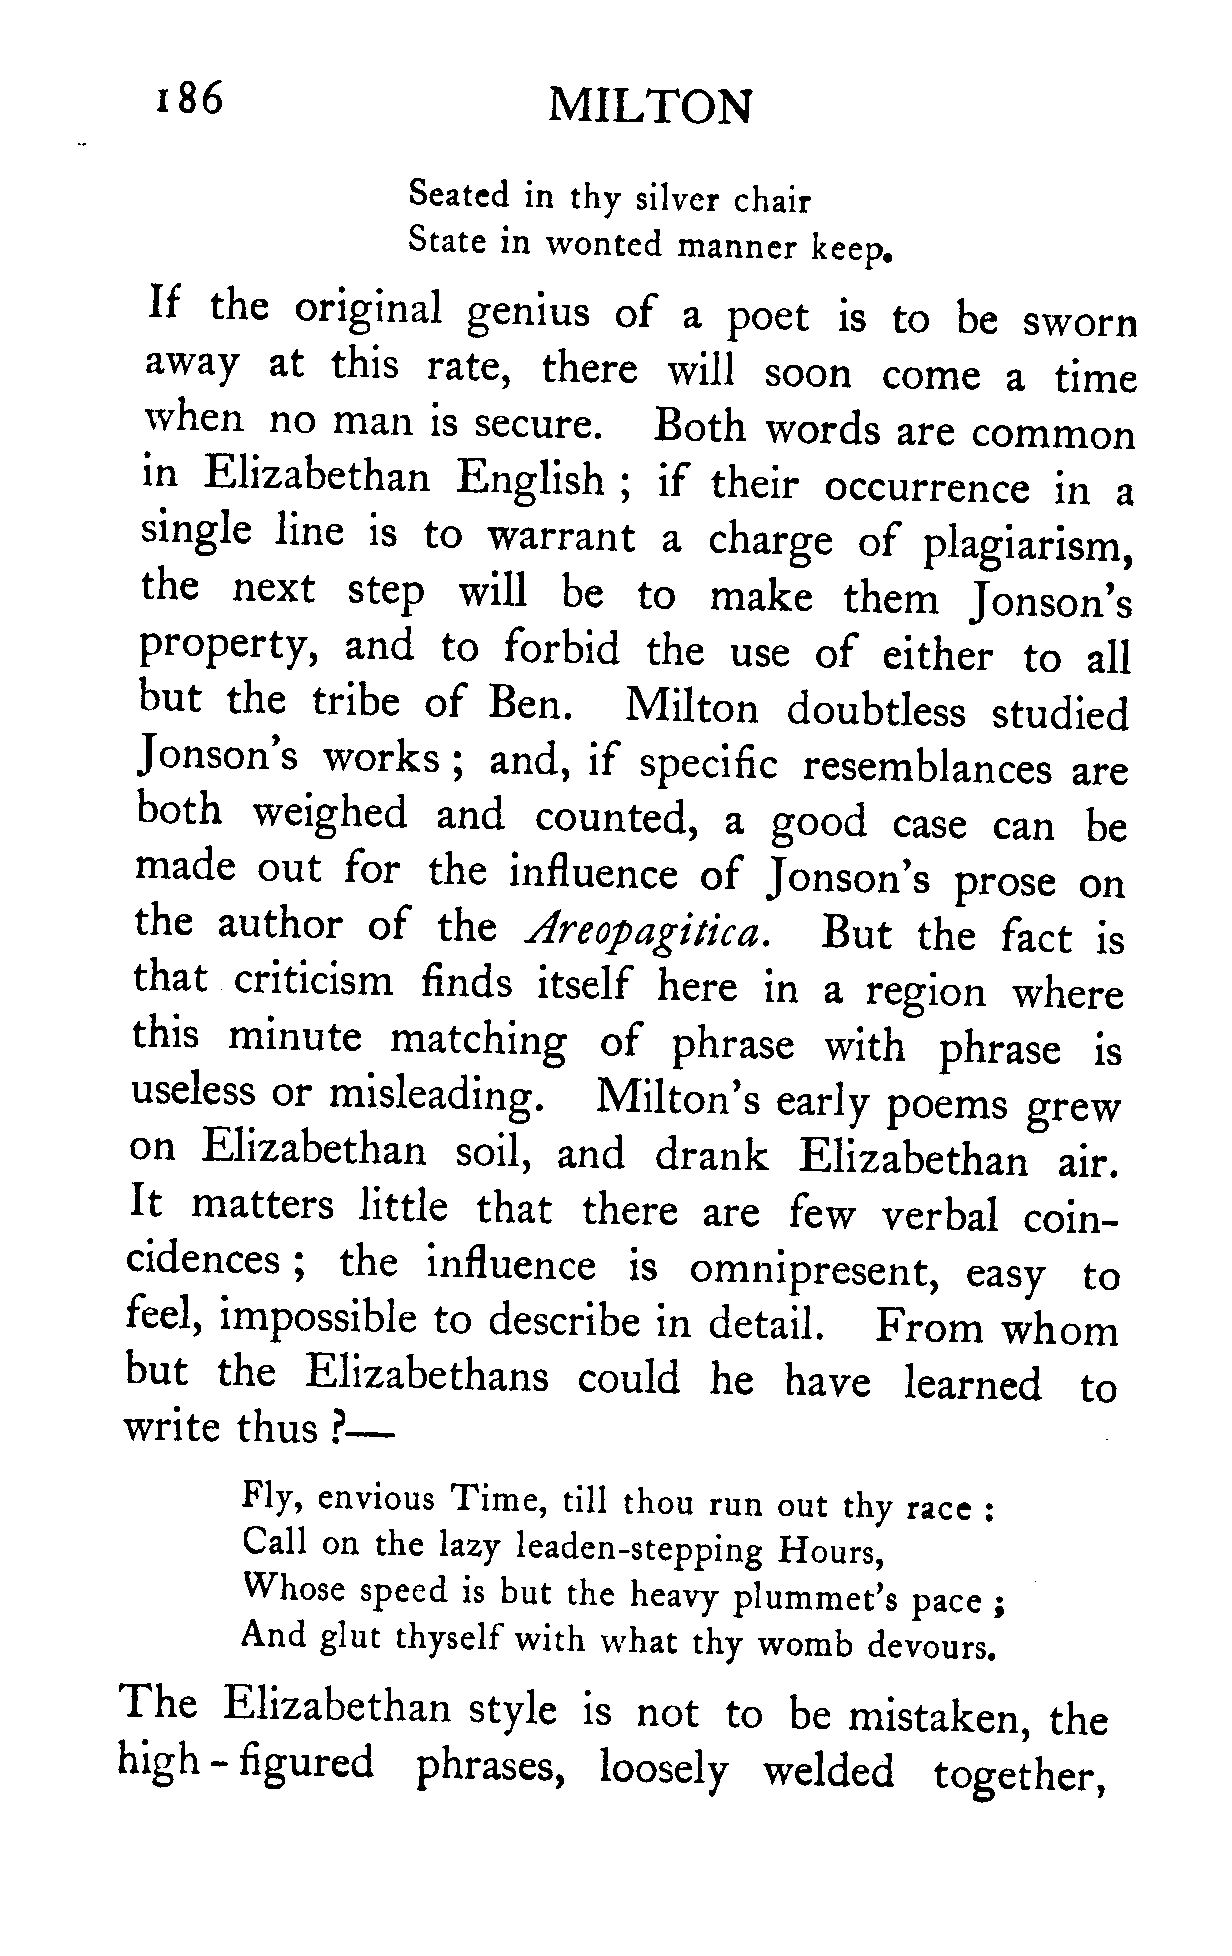 186 MILTON
Seated in thy silver chair
State in wonted manner keep.
If the original genius of a poet is to be sworn
away at this rate, there will soon come a time
when no man is secure. Both words are common
in Elizabethan English ; if their occurrence in a
single line is to warrant a charge of plagiarism,
the next step will be to make them Jonson's
property, and to forbid the use of either to all
but the tribe of Ben. Milton doubtless studied
Jonson's works ; and, if specific resemblances are
both weighed and counted, a good case can be
made out for the influence of Jonson's prose on
the author of the Areopagitica. But the fact is
that criticism finds itself here in a region where
this minute matching of phrase with phrase is
useless or misleading. Milton's early poems grew
on Elizabethan soil, and drank Elizabethan air.
It matters little that there are few verbal coin-
cidences ; the influence is omnipresent, easy to
feel, impossible to describe in detail. From whom
but the Elizabethans could he have learned to
write thus ?—
Fly, envious Time, till thou run out thy race :
Call on the lazy leaden-stepping Hours,
Whose speed is but the heavy plummet's pace ;
And glut thyself with what thy womb devours.
The Elizabethan style is not to be mistaken, the
high-figured phrases, loosely welded together,